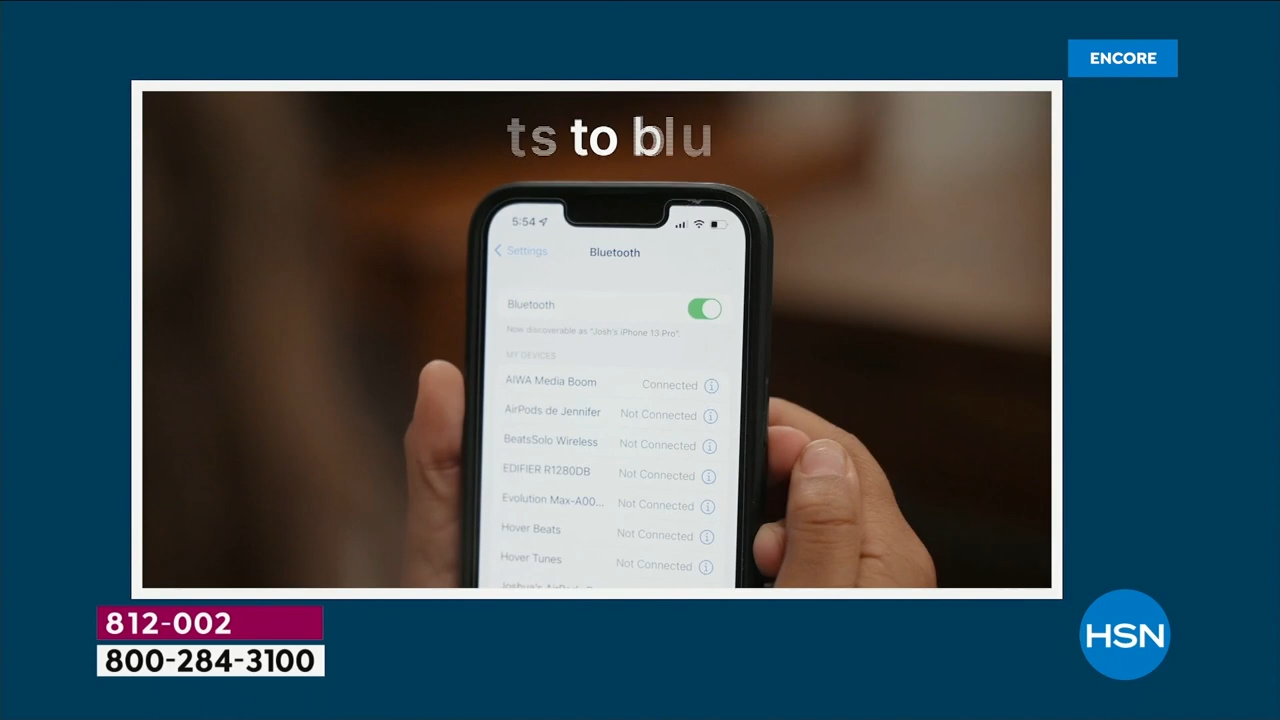 ENCORE
ts to blu
5:54
Settings
Bluetooth
Bluetooth
Now discoverable as "Josh's iPhone 13 Pro".
MY DEVICES
AIWA Media Boom Connected
AirPods de Jennifer Not Connected
BeatsSolo Wireless Not Connected
EDIFIER R1280DB Not Connected
Evolution Max-A00... Not Connected
Hover Beats Not Connected
Hover Tunes Not Connected
812-002
800-284-3100
HSN